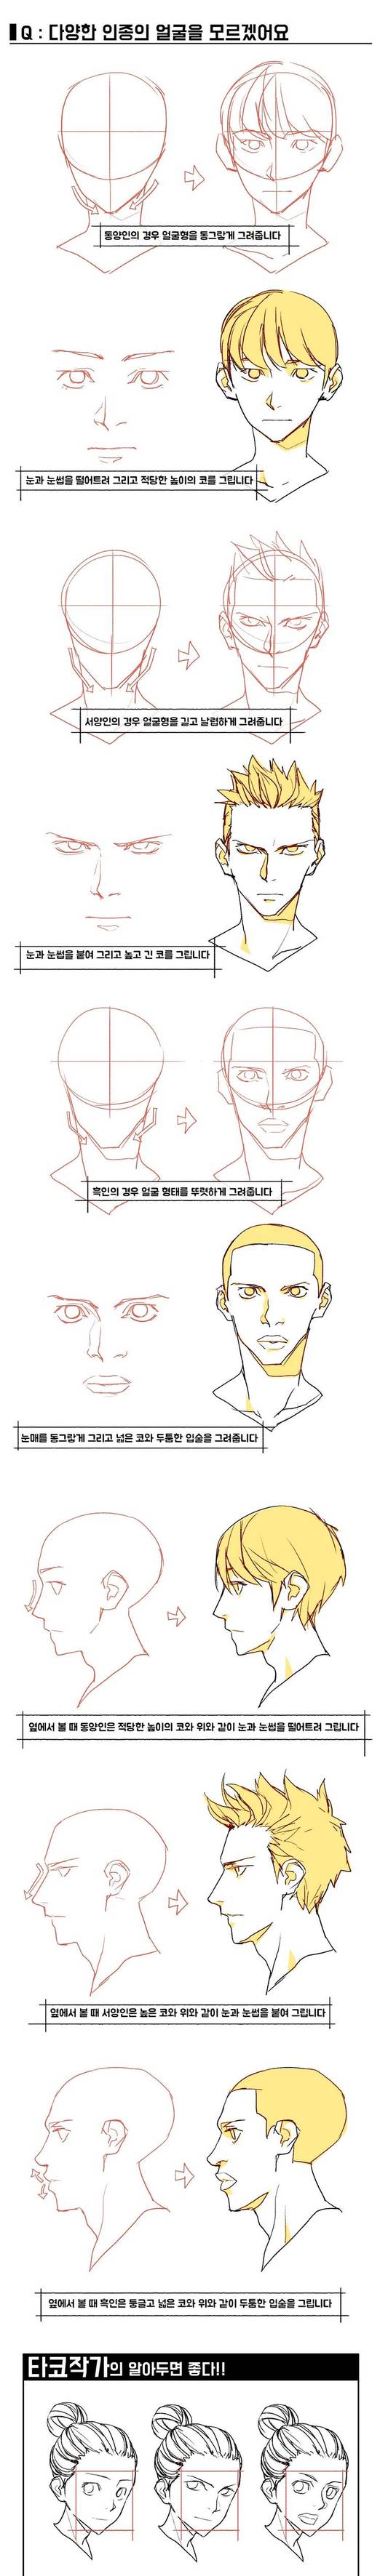 Q : 다양한 인종의 얼굴을 모르겠어요
동양인의 경우 얼굴형을 동그랗게 그려줍니다
눈과 눈썹을 떨어트려 그리고 적당한 높이의 코를 그립니다
서양인의 경우 얼굴형을 길고 날렵하게 그려줍니다
눈과 눈썹을 붙여 그리고 높고 긴 코를 그립니다
흑인의 경우 얼굴 형태를 뚜렷하게 그려줍니다
눈매를 동그랗게 그리고 넓은 코와 두툼한 입술을 그려줍니다
옆에서 볼 때 동양인은 적당한 높이의 코와 위와 같이 눈과 눈썹을 떨어트려 그립니다
옆에서 볼 때 서양인은 높은 코와 위와 같이 눈과 눈썹을 붙여 그립니다
옆에서 볼 때 흑인은 둥글고 넓은 코와 위와 같이 두툼한 입술을 그립니다
타코작가의 알아두면 좋다!!